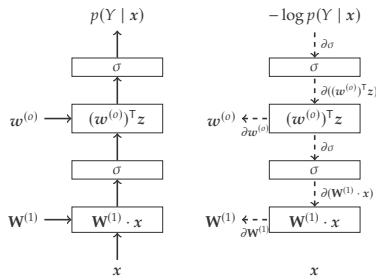 p(Y | x)    −log p(Y | x)
∂σ
σ    σ
∂((w^(o))^T z)
w^(o)    (w^(o))^T z    w^(o)    ∂w^(o)    (w^(o))^T z
∂σ
σ    σ
∂(W^(1) · x)
W^(1)    W^(1) · x    W^(1)    ∂W^(1)    W^(1) · x
x    x